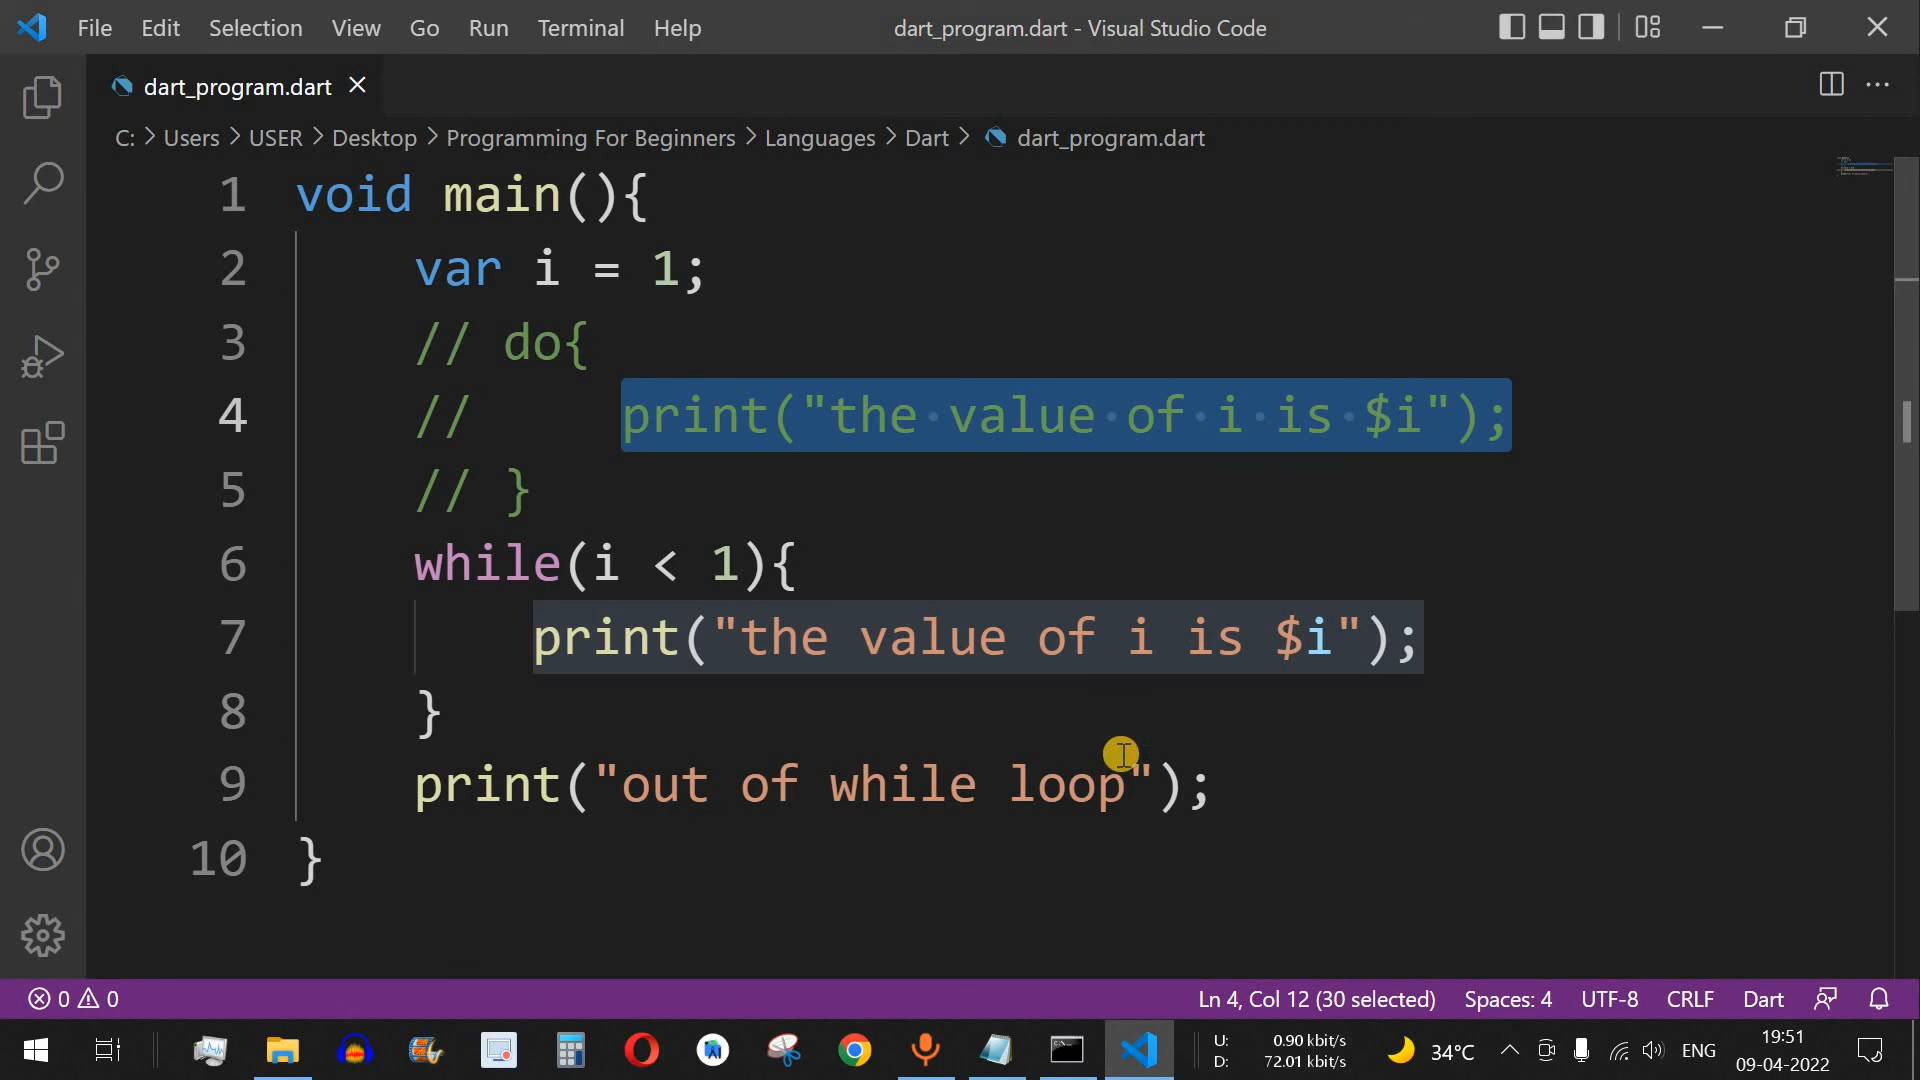 File Edit Selection View Go Run Terminal Help dart_program.dart - Visual Studio Code
dart_program.dart
C: > Users > USER > Desktop > Programming For Beginners > Languages > Dart > dart_program.dart
1 void main(){
2 var i = 1;
3 // do{
4 // print("the value of i is $i");
5 // }
6 while(i < 1){
7 print("the value of i is $i");
8 }
9 print("out of while loop");
10 }
0 0 Ln 4, Col 12 (30 selected) Spaces: 4 UTF-8 CRLF Dart
U: 0.90 kbit/s
D: 72.01 kbit/s
34°C
ENG
19:51
09-04-2022